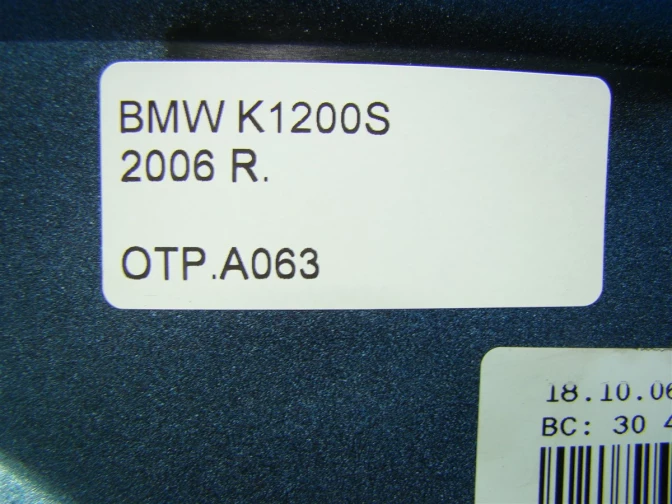 BMW K1200S
2006 R.
OTP.A063
18.10.06
BC: 30 4